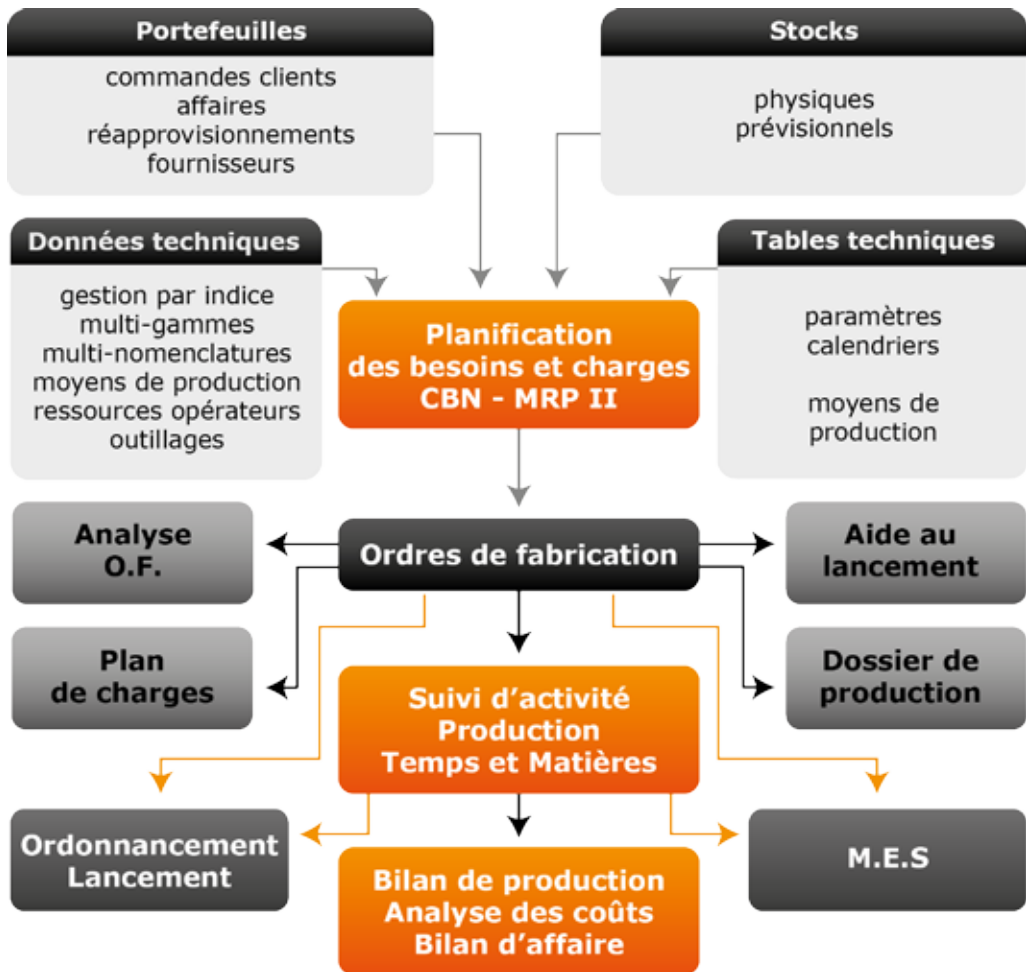 Portefeuilles
commandes clients
affaires
réapprovisionnements
fournisseurs
Stocks
physiques
prévisionnels
Données techniques
gestion par indice
multi-gammes
multi-nomenclatures
moyens de production
ressources opérateurs
outillages
Planification
des besoins et charges
CBN - MRP II
Tables techniques
paramètres
calendriers
moyens de
production
Analyse
O.F.
Ordres de fabrication
Aide au
lancement
Plan
de charges
Suivi d’activité
Production
Temps et Matières
Dossier de
production
Ordonnancement
Lancement
Bilan de production
Analyse des coûts
Bilan d’affaire
M.E.S